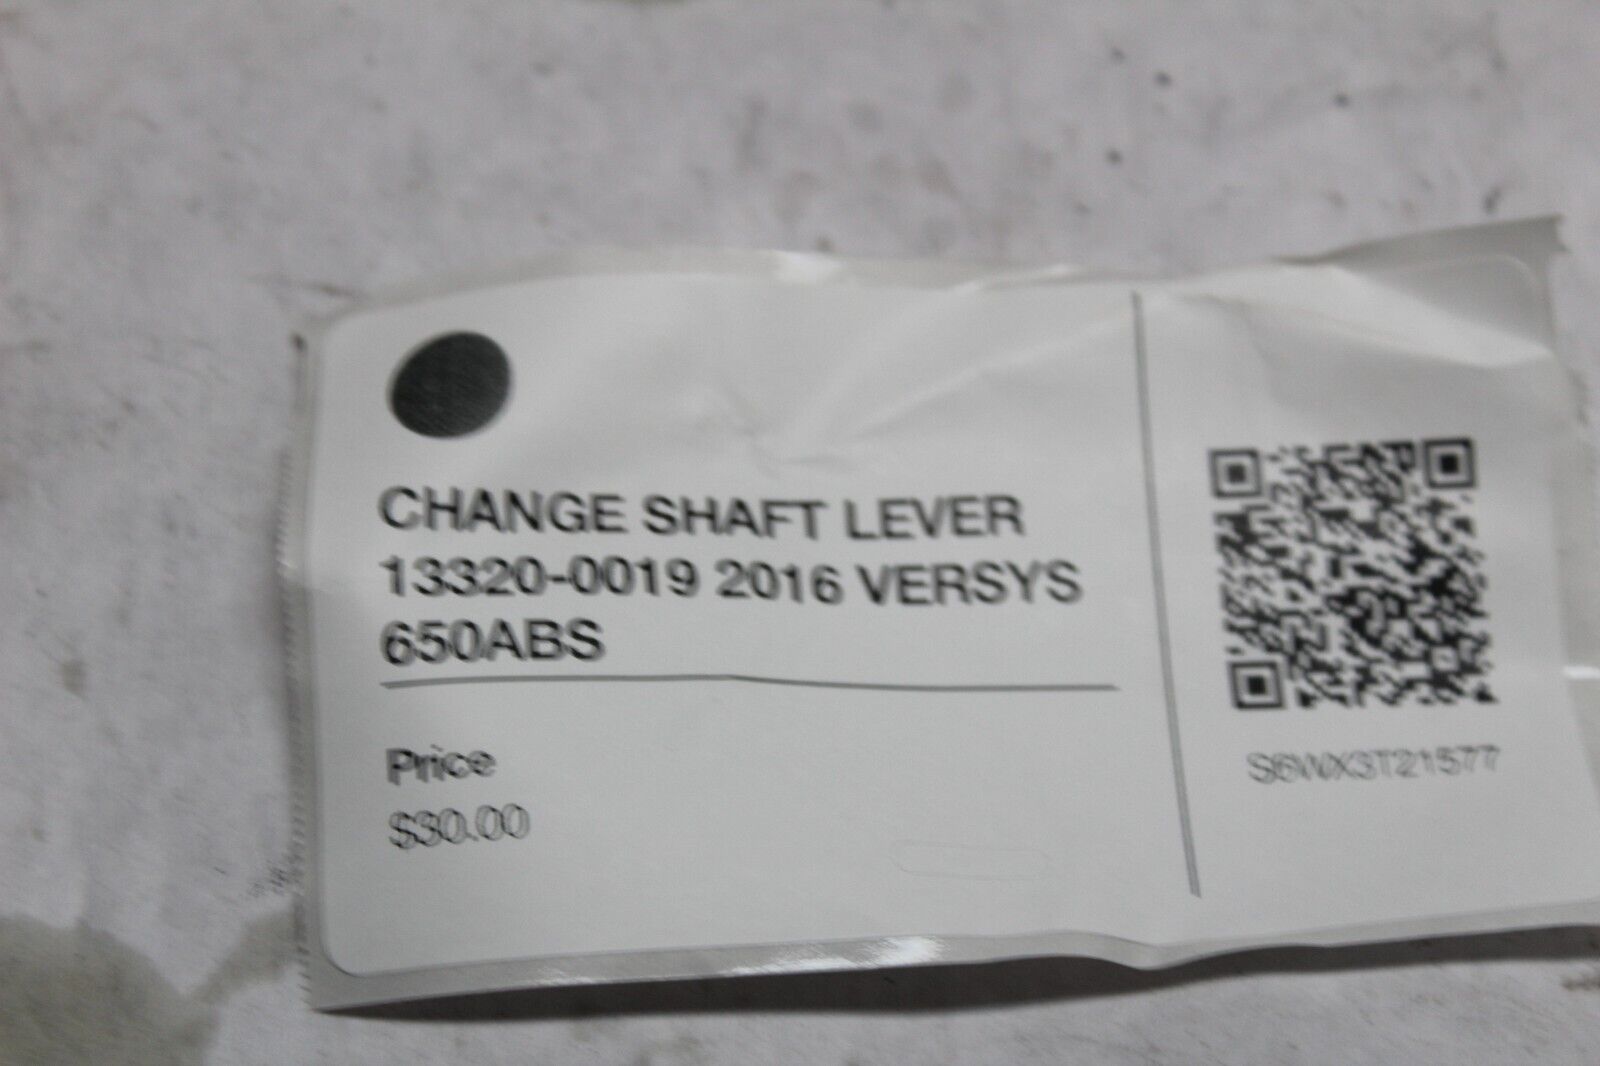 CHANGE SHAFT LEVER
13320-0019 2016 VERSYS
650ABS
Price
$30.00
S6WX3T21577